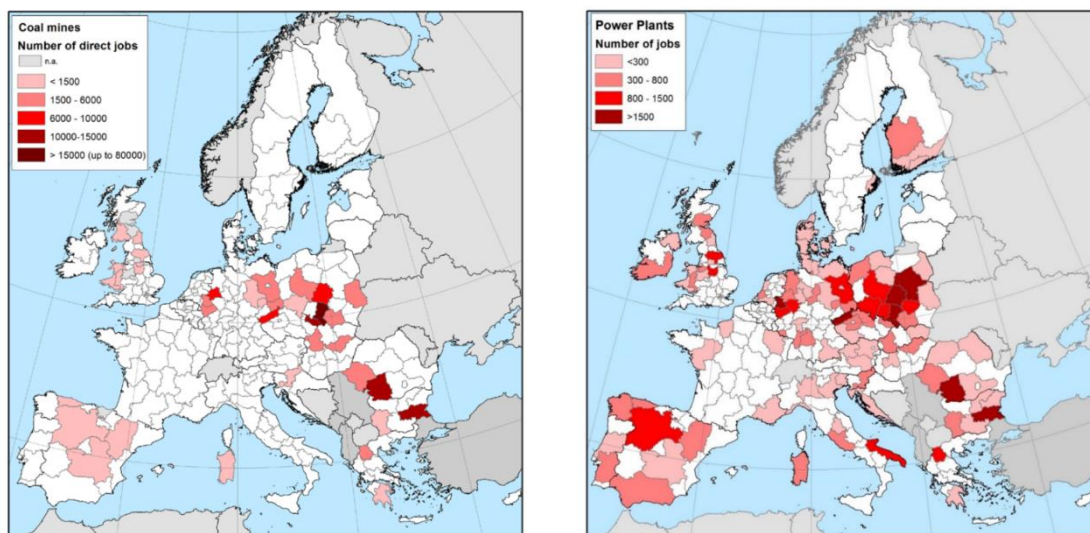 Coal mines
Number of direct jobs
n.a.
< 1500
1500 - 6000
6000 - 10000
10000-15000
> 15000 (up to 80000)
Power Plants
Number of jobs
<300
300 - 800
800 - 1500
>1500